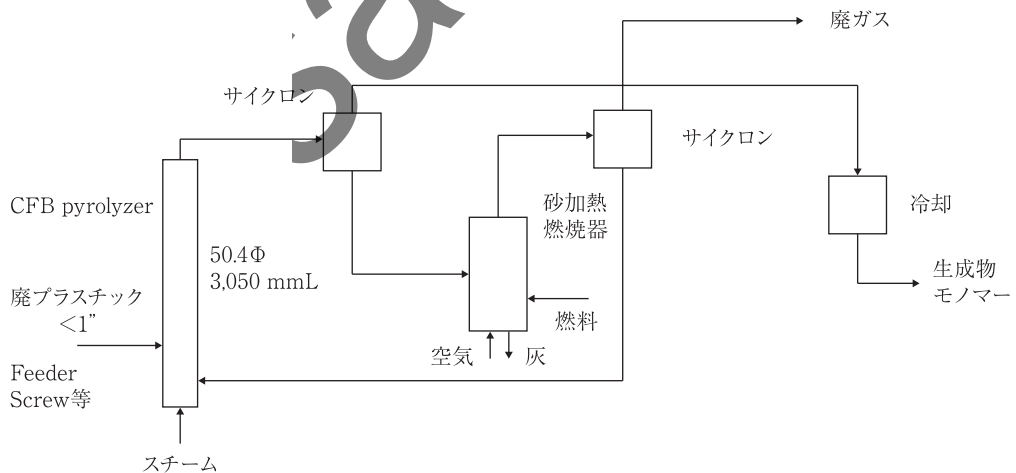 廃ガス
サイクロン
サイクロン
CFB pyrolyzer
砂加熱
燃焼器
冷却
50.4Φ
3,050 mmL
廃プラスチック
<1”
生成物
モノマー
燃料
空気
灰
Feeder
Screw等
スチーム